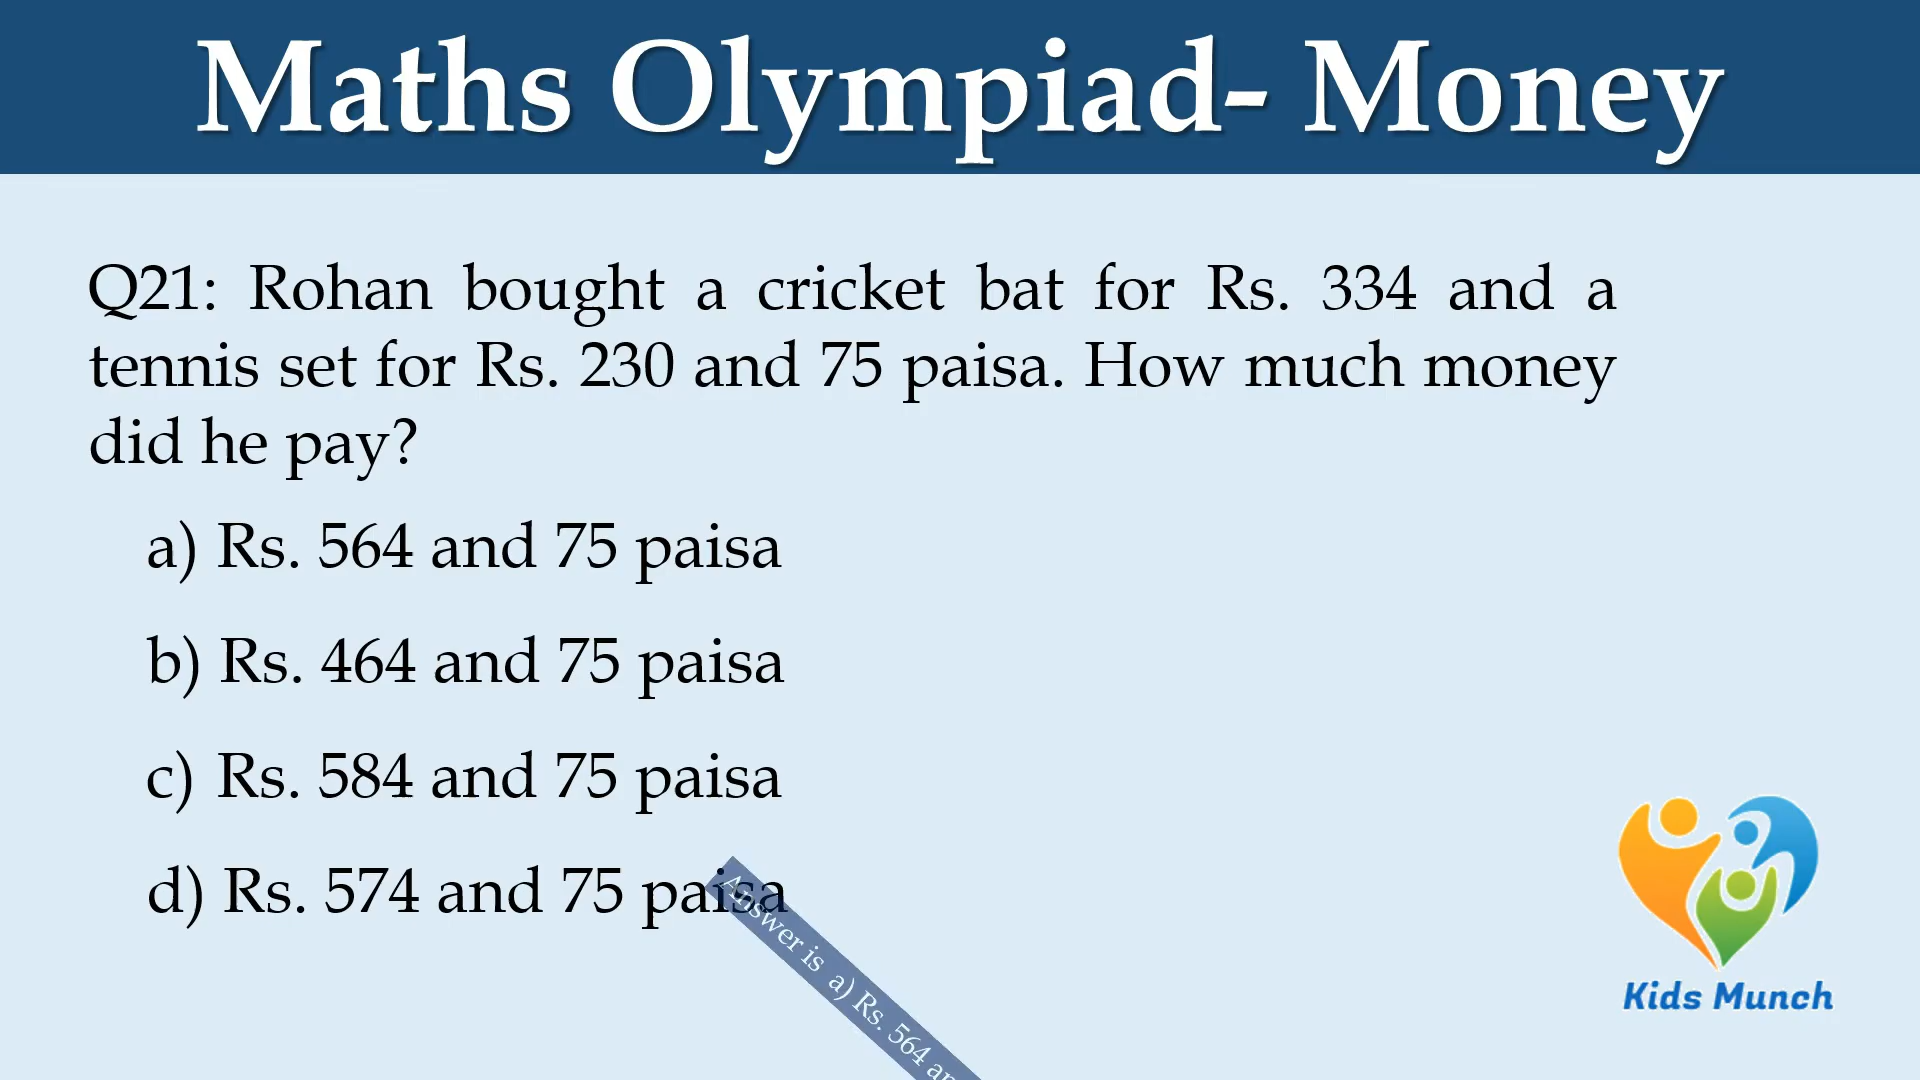 Maths Olympiad- Money
Q21: Rohan bought a cricket bat for Rs. 334 and a
tennis set for Rs. 230 and 75 paisa. How much money
did he pay?
a) Rs. 564 and 75 paisa
b) Rs. 464 and 75 paisa
c) Rs. 584 and 75 paisa
d) Rs. 574 and 75 paisa
Answer is a) Rs. 564
Kids Munch